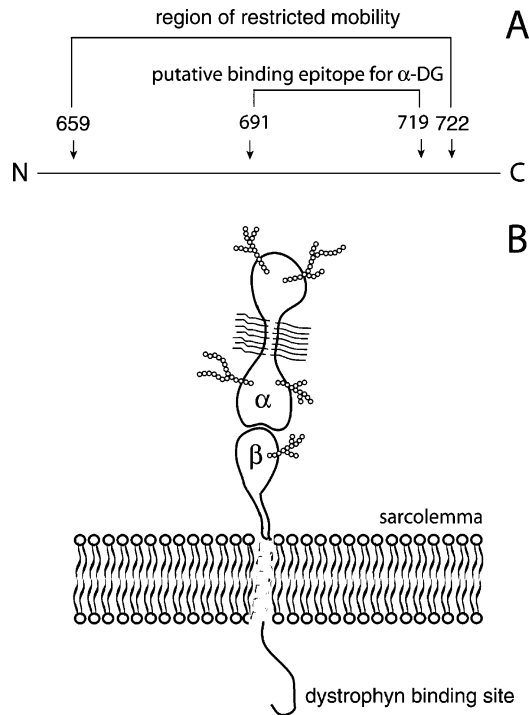 A
region of restricted mobility
putative binding epitope for α-DG
659 691 719 722
N C
B
α
β
sarcolemma
dystrophyn binding site